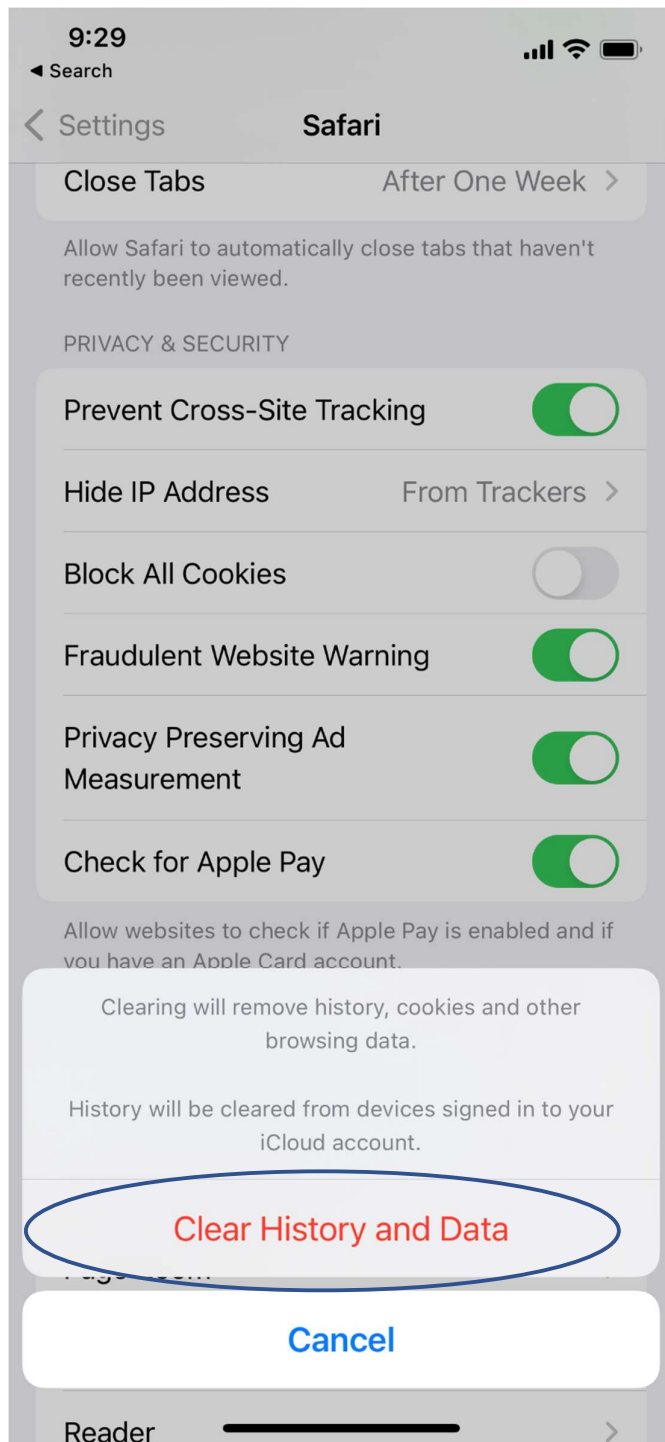 9:29
◀ Search
Settings
Safari
Close Tabs
After One Week
Allow Safari to automatically close tabs that haven't
recently been viewed.
PRIVACY & SECURITY
Prevent Cross-Site Tracking
Hide IP Address
From Trackers
Block All Cookies
Fraudulent Website Warning
Privacy Preserving Ad
Measurement
Check for Apple Pay
Allow websites to check if Apple Pay is enabled and if
you have an Apple Card account.
Clearing will remove history, cookies and other
browsing data.
History will be cleared from devices signed in to your
iCloud account.
Clear History and Data
Cancel
Reader